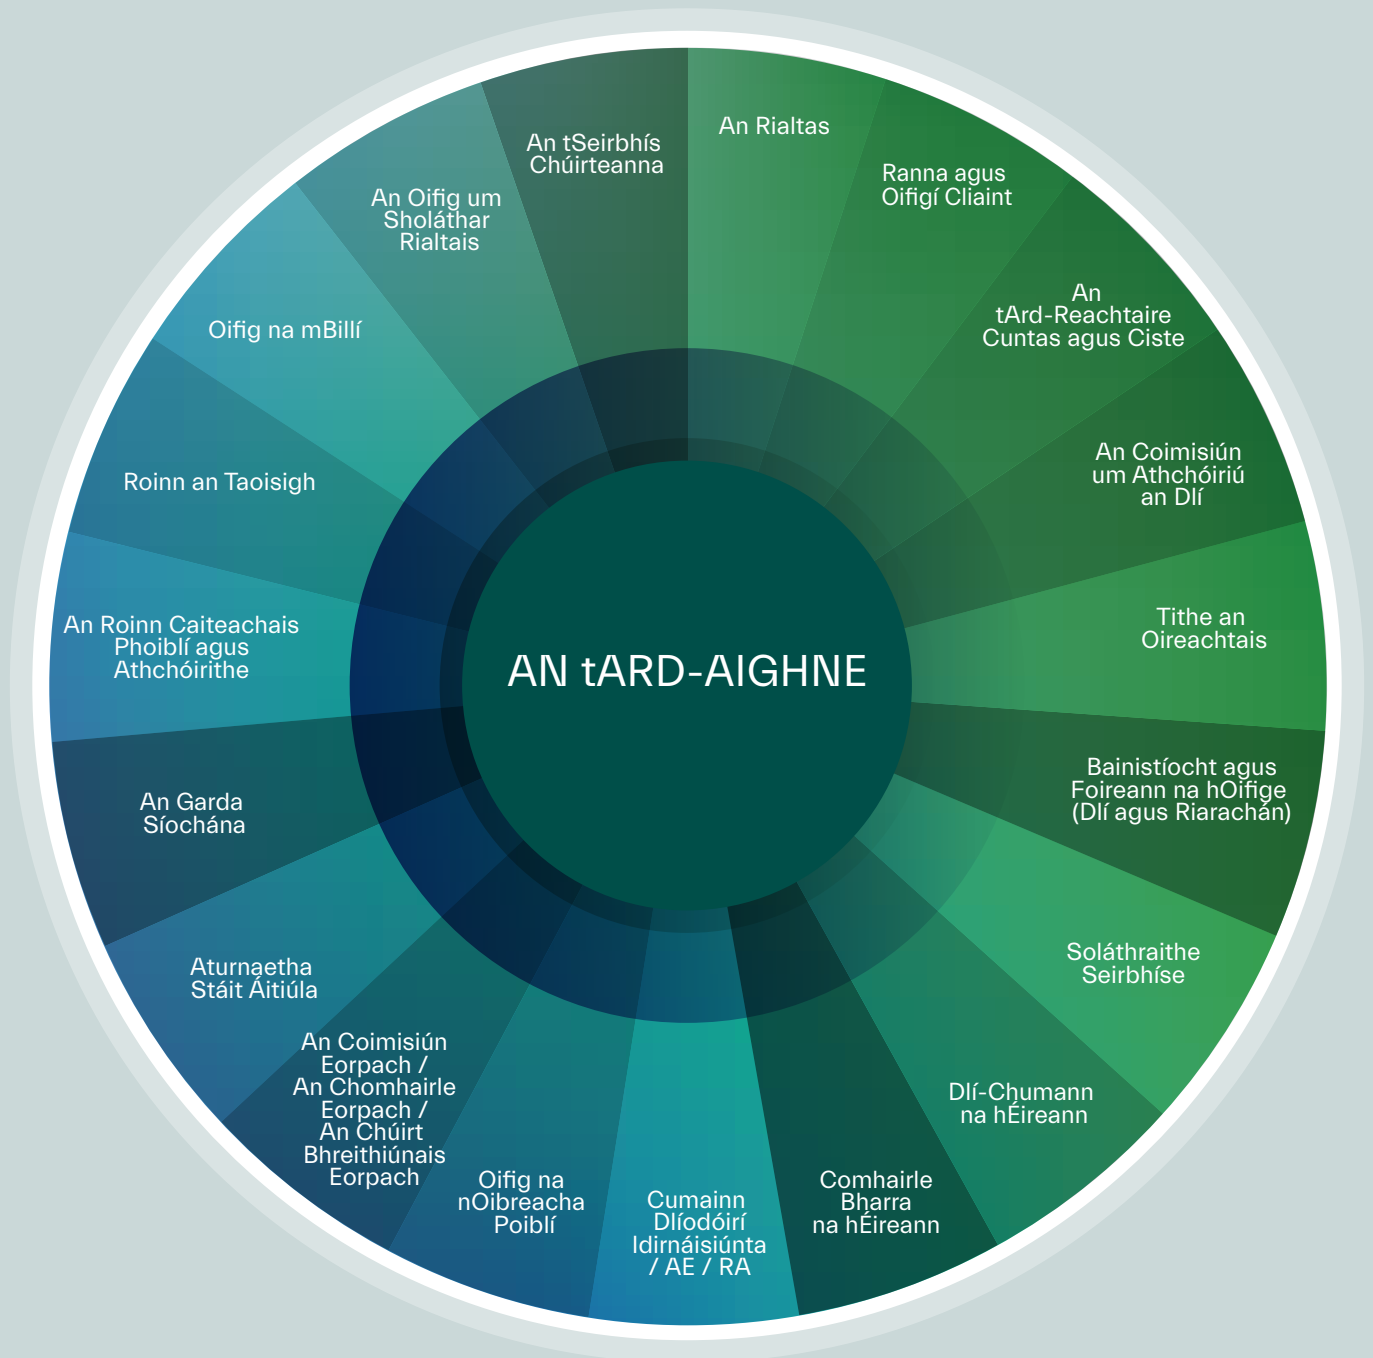 An Rialtas
Ranna agus
Oifigí Cliaint
An
tArd-Reachtaire
Cuntas agus Ciste
An Coimisiún
um Athchóiriú
an Dlí
Tithe an
Oireachtais
Bainistíocht agus
Foireann na hOifige
(Dlí agus Riarachán)
Soláthraithe
Seirbhíse
Dlí-Chumann
na hÉireann
Comhairle
Bharra
na hÉireann
Cumainn
Dlíodóirí
Idirnáisiúnta
/ AE / RA
Oifig na
nOibreacha
Poiblí
An Coimisiún
Eorpach /
An Chomhairle
Eorpach /
An Chúirt
Bhreithiúnais
Eorpach
Aturnaetha
Stáit Áitiúla
An Garda
Síochána
An Roinn Caiteachais
Phoiblí agus
Athchóirithe
Roinn an Taoisigh
Oifig na mBillí
An Oifig um
Sholáthar
Rialtais
An tSeirbhís
Chúirteanna
AN tARD-AIGHNE